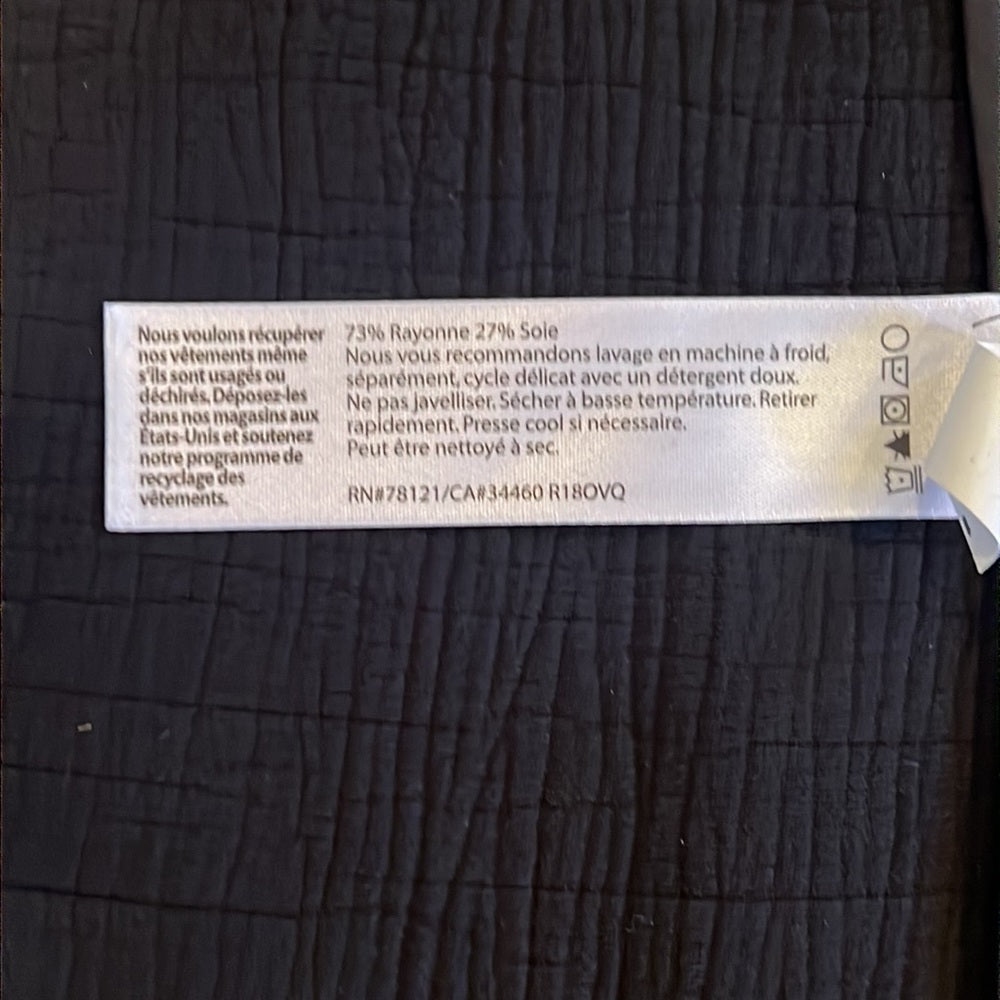 Nous voulons récupérer
nos vêtements même
s'ils sont usagés ou
déchirés. Déposez-les
dans nos magasins aux
États-Unis et soutenez
notre programme de
recyclage des
vêtements.
73% Rayonne 27% Soie
Nous vous recommandons lavage en machine à froid,
séparément, cycle délicat avec un détergent doux.
Ne pas javelliser. Sécher à basse température. Retirer
rapidement. Presse cool si nécessaire.
Peut être nettoyé à sec.
RN#78121/CA#34460 R18OVQ